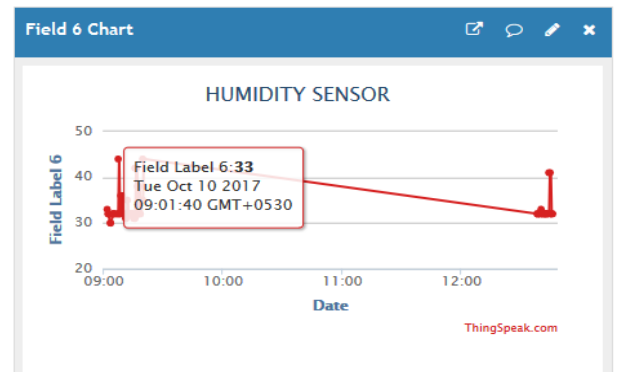 Field 6 Chart
HUMIDITY SENSOR
50
40
30
20
Field Label 6
Field Label 6:33
Tue Oct 10 2017
09:01:40 GMT+0530
09:00 10:00 11:00 12:00
Date
ThingSpeak.com